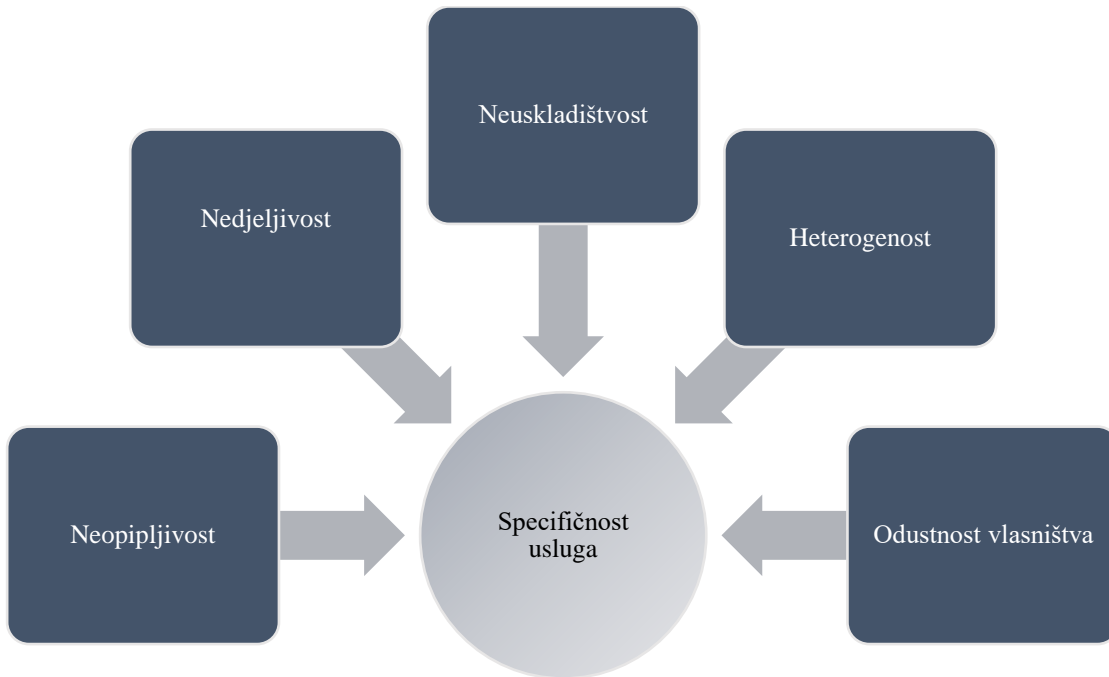 Neuskladištvost
Nedjeljivost
Heterogenost
Neopipljivost
Specifičnost
usluga
Odustnost vlasništva